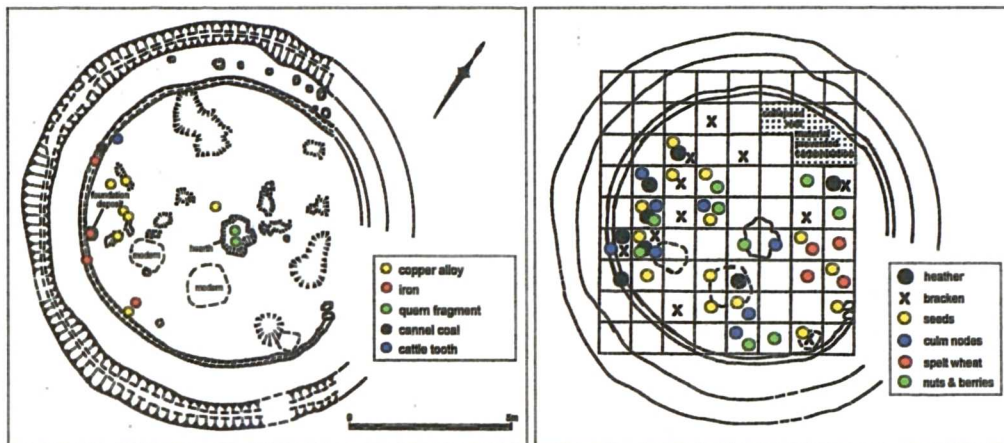 foundation
deposit
modern
hearth
modern
copper alloy
iron
quern fragment
cannel coal
cattle tooth
0
5m
heather
X bracken
seeds
culm nodes
spelt wheat
nuts & berries